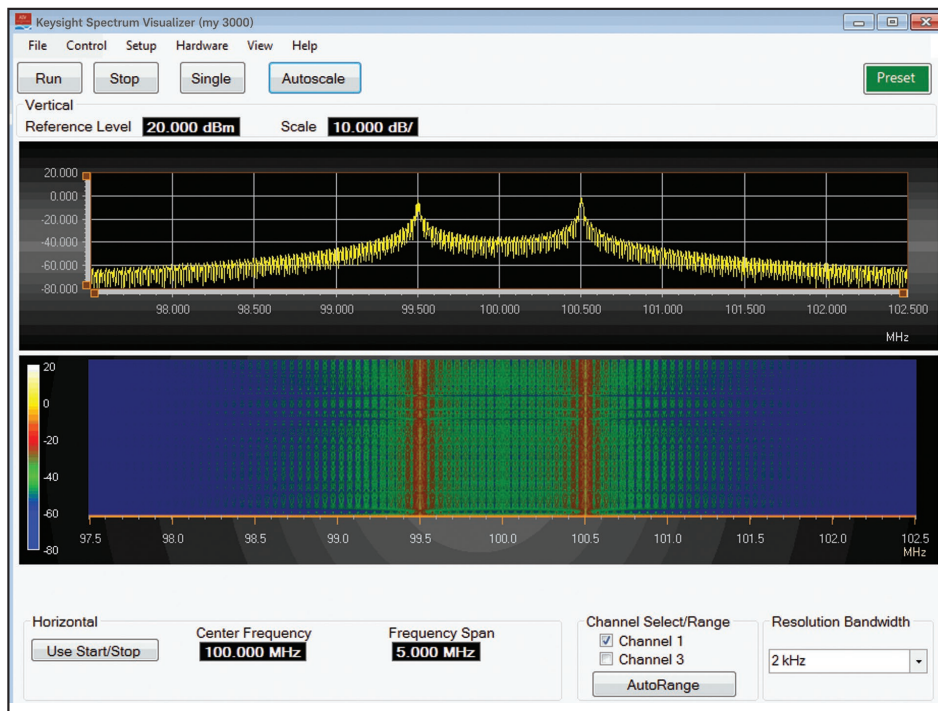 Keysight Spectrum Visualizer (my 3000)
File Control Setup Hardware View Help
Run Stop Single Autoscale Preset
Vertical
Reference Level 20.000 dBm Scale 10.000 dB/
20.000
0.000
-20.000
-40.000
-60.000
-80.000
98.000 98.500 99.000 99.500 100.000 100.500 101.000 101.500 102.000 102.500
MHz
20
0
-20
-40
-60
-80
97.5 98.0 98.5 99.0 99.5 100.0 100.5 101.0 101.5 102.0 102.5
MHz
Horizontal
Use Start/Stop
Center Frequency
100.000 MHz
Frequency Span
5.000 MHz
Channel Select/Range
Channel 1
Channel 3
AutoRange
Resolution Bandwidth
2 kHz